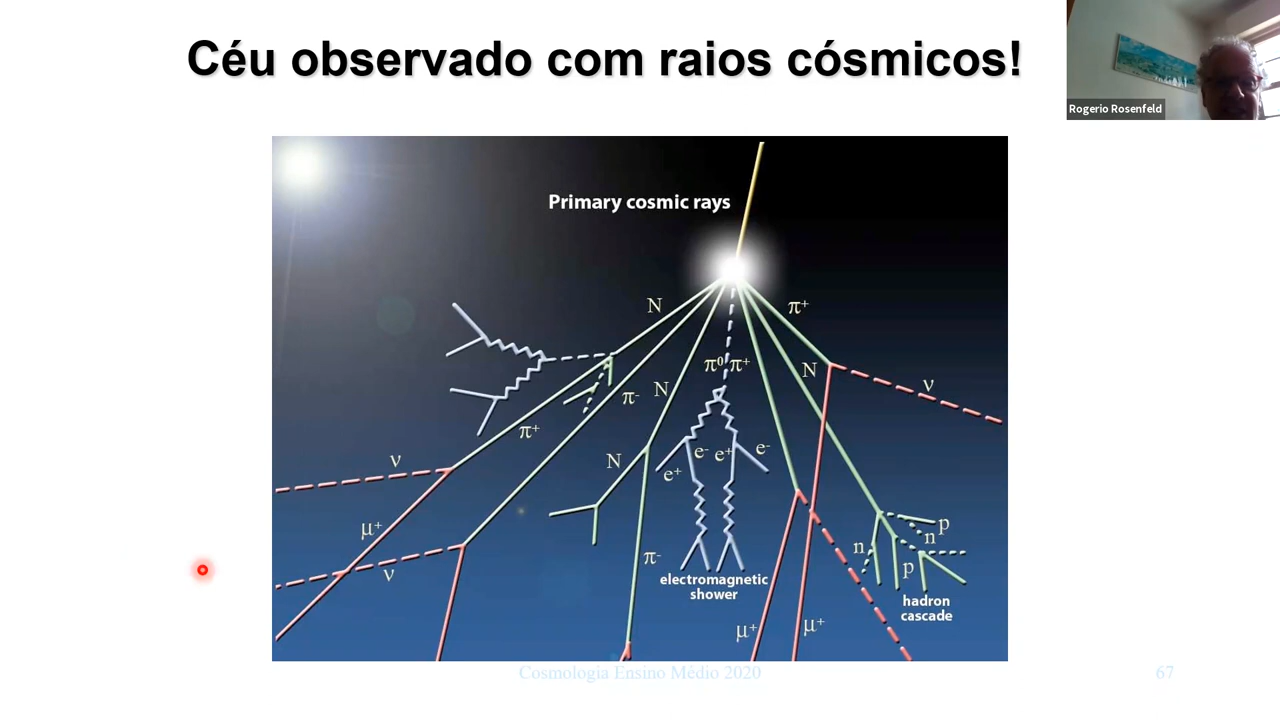 Céu observado com raios cósmicos!
Rogerio Rosenfeld
Primary cosmic rays
N
π+
π0
π+
N
ν
π-
N
π+
e-
e+
e-
ν
N
e+
μ+
p
n
n
π-
p
ν
electromagnetic
shower
hadron
cascade
μ+
μ+
Cosmologia Ensino Médio 2020
67